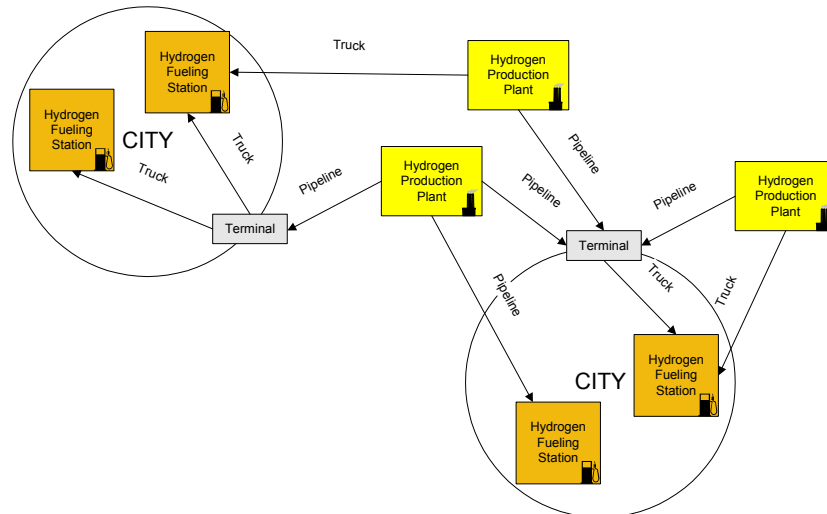 Hydrogen
Fueling
Station
Truck
Hydrogen
Production
Plant
Hydrogen
Fueling
Station
CITY
Truck
Truck
Terminal
Pipeline
Hydrogen
Production
Plant
Pipeline
Pipeline
Hydrogen
Production
Plant
Pipeline
Terminal
Pipeline
Truck
Truck
Hydrogen
Fueling
Station
CITY
Hydrogen
Fueling
Station